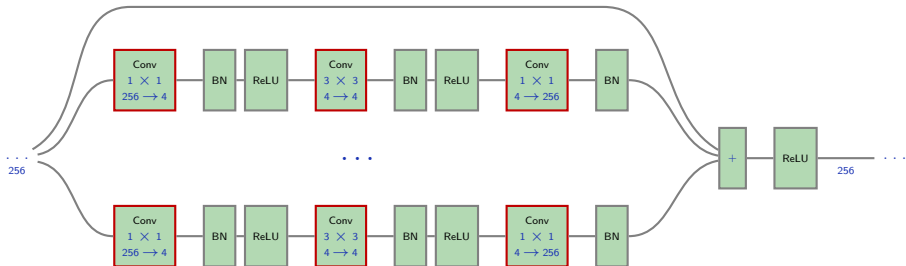 Conv
1 × 1
256 → 4
BN
ReLU
Conv
3 × 3
4 → 4
BN
ReLU
Conv
1 × 1
4 → 256
BN
. . .
256
. . .
+
ReLU
256
. . .
Conv
1 × 1
256 → 4
BN
ReLU
Conv
3 × 3
4 → 4
BN
ReLU
Conv
1 × 1
4 → 256
BN